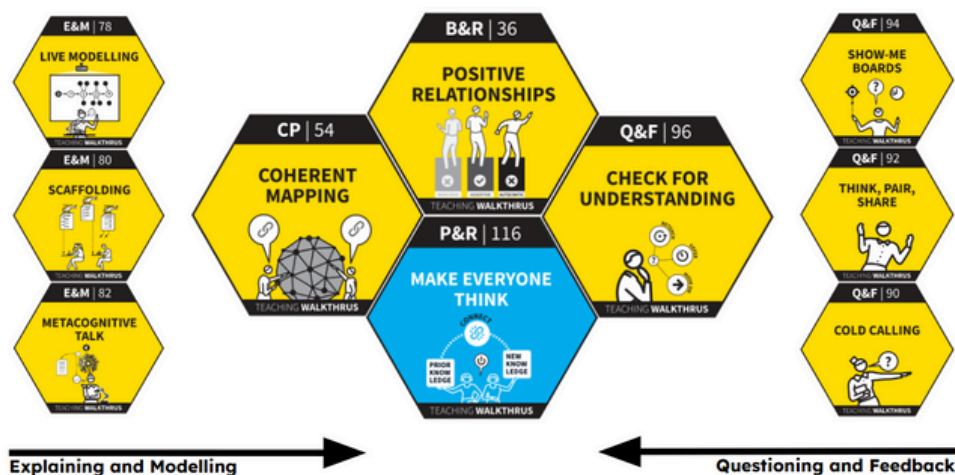 E&M | 78
LIVE MODELLING
TEACHING WALKTHRUS
E&M | 80
SCAFFOLDING
TEACHING WALKTHRUS
E&M | 82
METACOGNITIVE
TALK
TEACHING WALKTHRUS
CP | 54
COHERENT
MAPPING
TEACHING WALKTHRUS
B&R | 36
POSITIVE
RELATIONSHIPS
TEACHING WALKTHRUS
P&R | 116
MAKE EVERYONE
THINK
CONNECT
PRIOR
KNOW
LEDGE
NEW
KNOW
LEDGE
TEACHING WALKTHRUS
Q&F | 96
CHECK FOR
UNDERSTANDING
TEACHING WALKTHRUS
Q&F | 94
SHOW-ME
BOARDS
TEACHING WALKTHRUS
Q&F | 92
THINK, PAIR,
SHARE
TEACHING WALKTHRUS
Q&F | 90
COLD CALLING
TEACHING WALKTHRUS
Explaining and Modelling
Questioning and Feedback